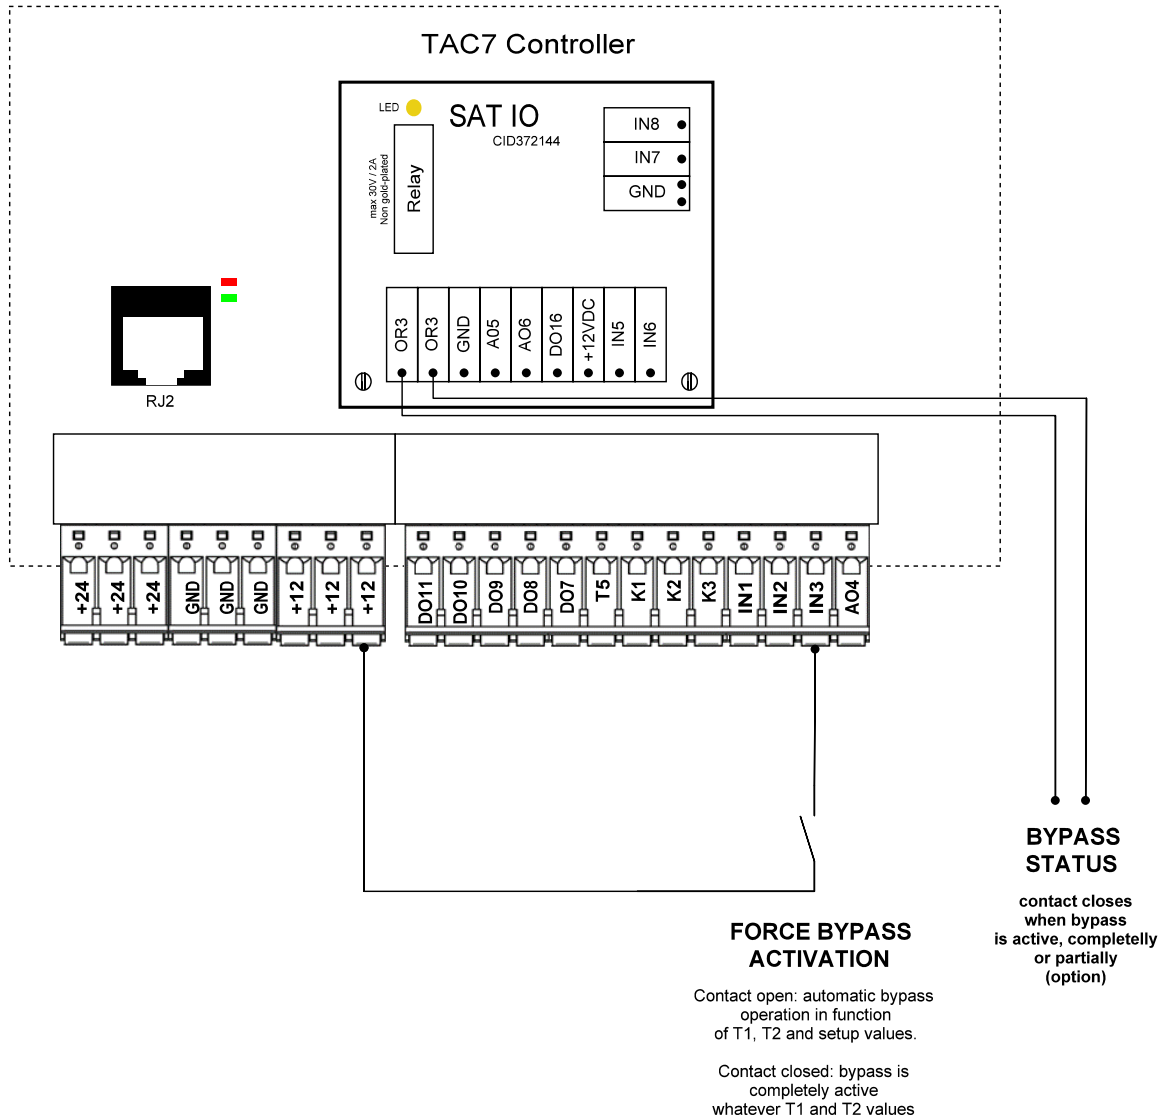 TAC7 Controller
LED
SAT IO
CID372144
max 30V / 2A
Non gold-plated
Relay
IN8
IN7
GND
OR3
OR3
GND
A05
AO6
DO16
+12VDC
IN5
IN6
RJ2
+24
+24
+24
GND
GND
GND
+12
+12
+12
DO11
DO10
DO9
DO8
DO7
T5
K1
K2
K3
IN1
IN2
IN3
AO4
BYPASS
STATUS
contact closes
when bypass
is active, completelly
or partially
(option)
FORCE BYPASS
ACTIVATION
Contact open: automatic bypass
operation in function
of T1, T2 and setup values.
Contact closed: bypass is
completely active
whatever T1 and T2 values